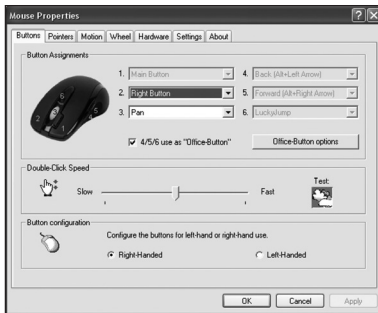 Mouse Properties
Buttons Pointers Motion Wheel Hardware Settings About
Button Assignments
1. Main Button
4. Back (Alt+Left Arrow)
2. Right Button
5. Forward (Alt+Right Arrow)
3. Pan
6. LuckyJump
4/5/6 use as "Office-Button"
Office-Button options
Double-Click Speed
Slow
Fast
Test:
Button configuration
Configure the buttons for left-hand or right-hand use.
Right-Handed
Left-Handed
OK Cancel Apply